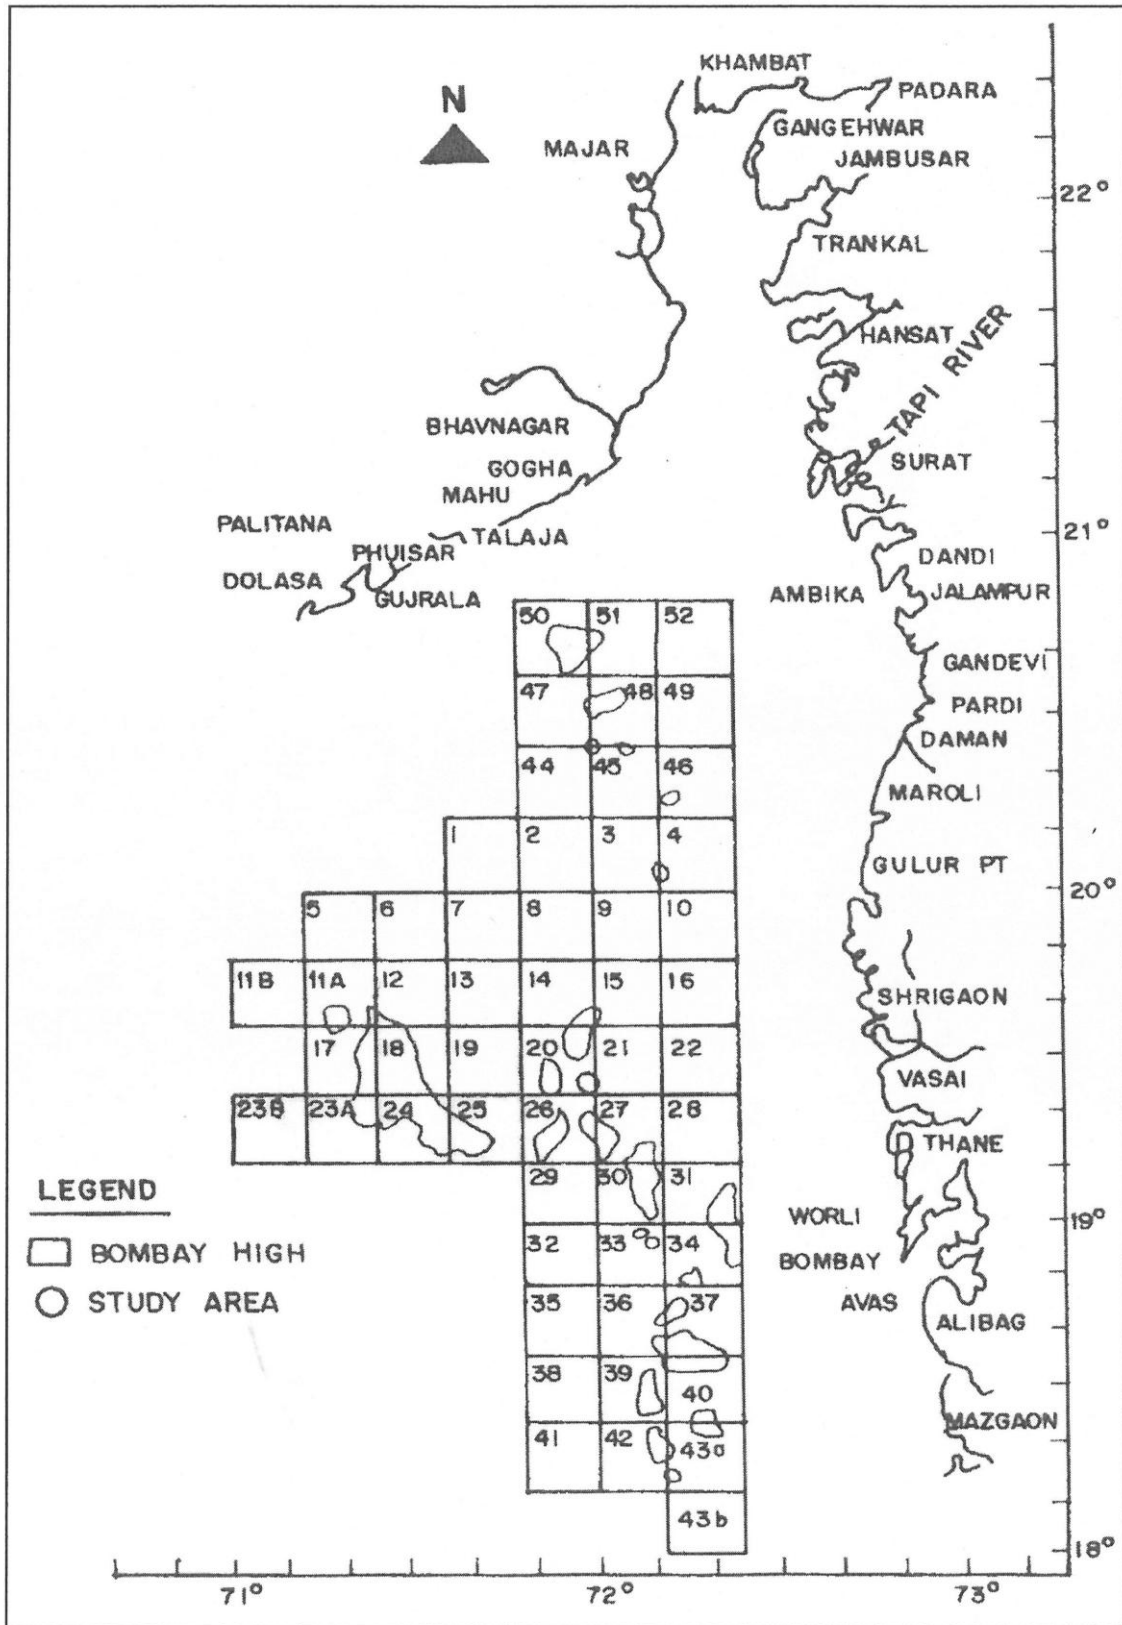 KHAMBAT
N
PADARA
GANGEHWAR
MAJAR
JAMBUSAR
22°
TRANKAL
HANSAT
TAPI RIVER
BHAVNAGAR
SURAT
GOGHA
MAHU
PALITANA
TALAJA
21°
PHUISAR
DANDI
DOLASA
GUJRALA
AMBIKA
JALAMPUR
50 51 52
GANDEVI
47 48 49
PARDI
DAMAN
44 45 46
MAROLI
1 2 3 4
GULUR PT
20°
5 6 7 8 9 10
11B 11A 12 13 14 15 16
SHRIGAON
17 18 19 20 21 22
VASAI
23B 23A 24 25 26 27 28
THANE
29 30 31
LEGEND
WORLI
19°
32 33 34
BOMBAY HIGH
BOMBAY
STUDY AREA
35 36 37
AVAS
ALIBAG
38 39 40
MAZGAON
41 42 43a
43b
18°
71° 72° 73°